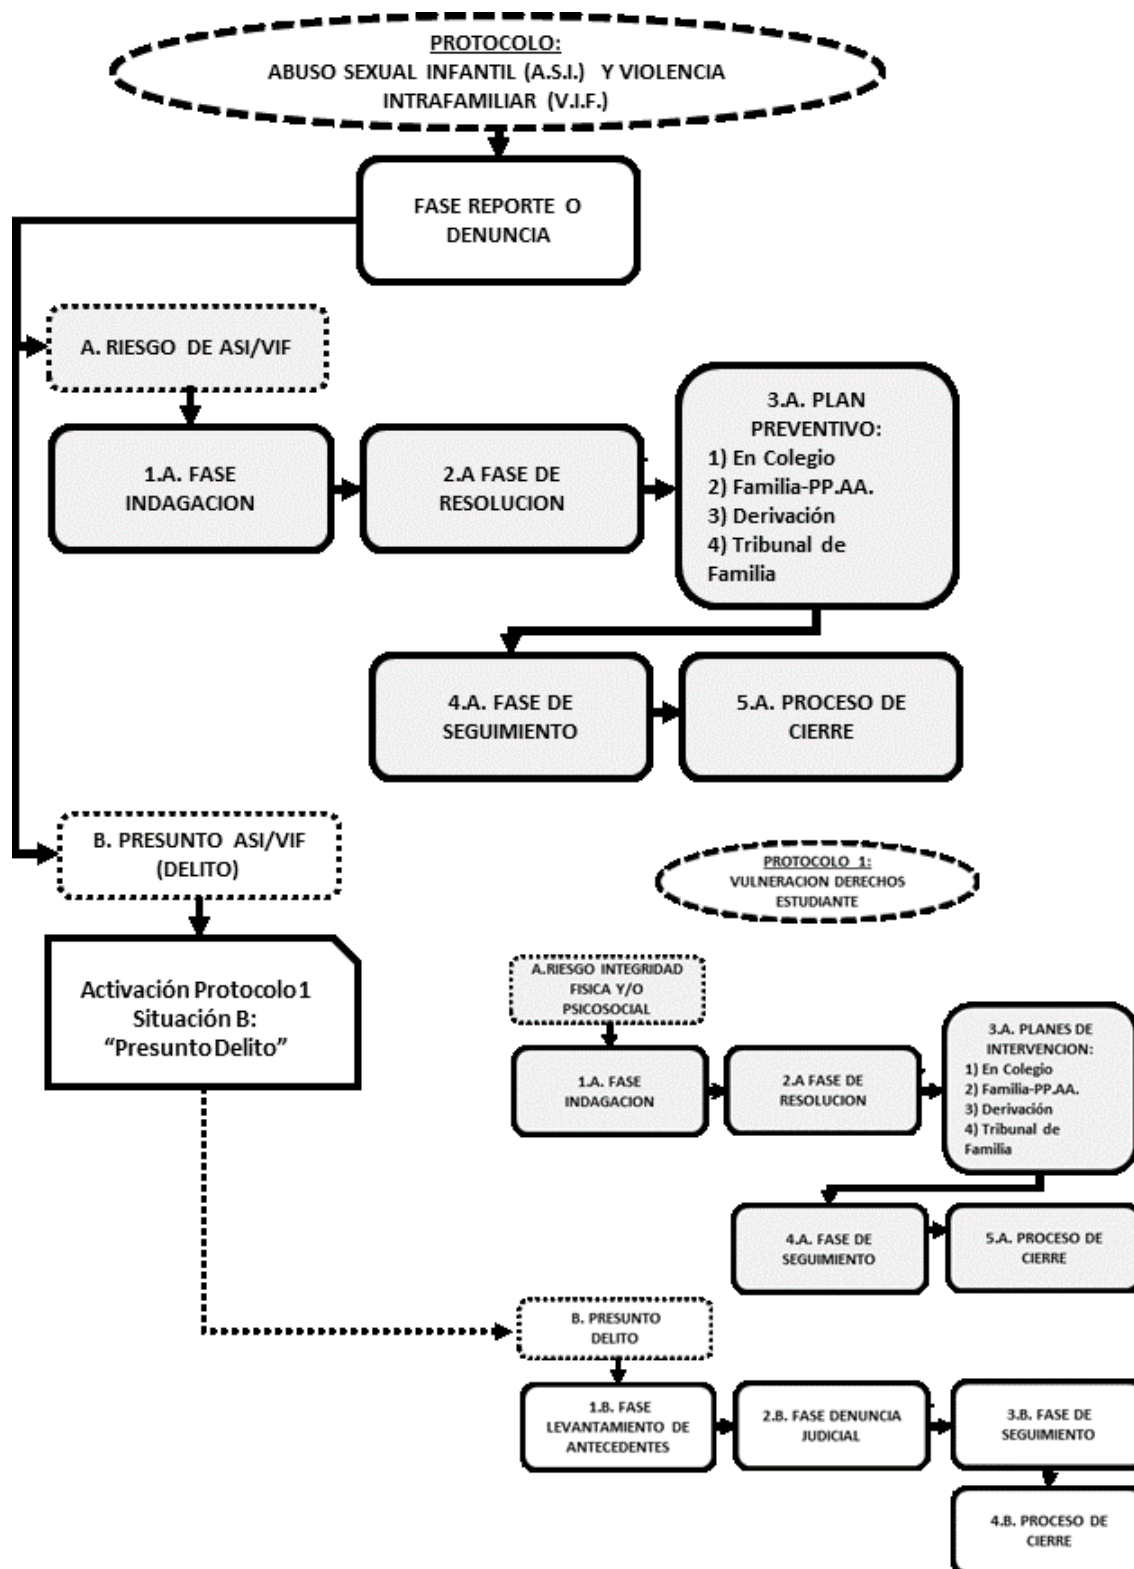 PROTOCOLO:
ABUSO SEXUAL INFANTIL (A.S.I.) Y VIOLENCIA
INTRAFAMILIAR (V.I.F.)
FASE REPORTE O
DENUNCIA
A. RIESGO DE ASI/VIF
1.A. FASE
INDAGACION
2.A FASE DE
RESOLUCION
3.A. PLAN
PREVENTIVO:
1) En Colegio
2) Familia-PP.AA.
3) Derivación
4) Tribunal de
Familia
4.A. FASE DE
SEGUIMIENTO
5.A. PROCESO DE
CIERRE
B. PRESUNTO ASI/VIF
(DELITO)
Activación Protocolo 1
Situación B:
“Presunto Delito”
PROTOCOLO 1:
VULNERACION DERECHOS
ESTUDIANTE
A.RIESGO INTEGRIDAD
FISICA Y/O
PSICOSOCIAL
1.A. FASE
INDAGACION
2.A FASE DE
RESOLUCION
3.A. PLANES DE
INTERVENCION:
1) En Colegio
2) Familia-PP.AA.
3) Derivación
4) Tribunal de
Familia
4.A. FASE DE
SEGUIMIENTO
5.A. PROCESO DE
CIERRE
B. PRESUNTO
DELITO
1.B. FASE
LEVANTAMIENTO DE
ANTECEDENTES
2.B. FASE DENUNCIA
JUDICIAL
3.B. FASE DE
SEGUIMIENTO
4.B. PROCESO DE
CIERRE